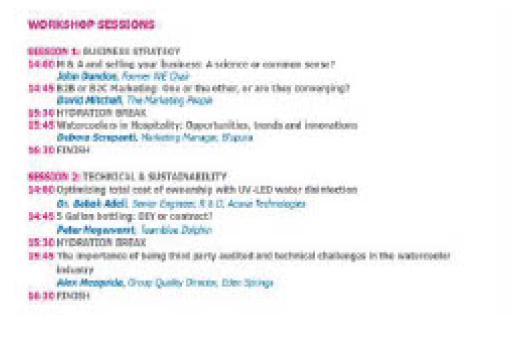 WORKSHOP SESSIONS
SESSION 1: BUSINESS STRATEGY
14:00 M & A and selling your business: A science or common sense?
John Dundon, Former WE Chair
14:45 B2B or B2C Marketing: One or the other, or are they converging?
David Mitchell, The Marketing People
15:30 HYDRATION BREAK
15:45 Watercoolers in Hospitality: Opportunities, trends and innovations
Debora Screpanti, Marketing Manager, Blupura
16:30 FINISH
SESSION 2: TECHNICAL & SUSTAINABILITY
14:00 Optimizing total cost of ownership with UV-LED water disinfection
Dr. Babak Adeli, Senior Engineer, R & D, Acuva Technologies
14:45 5 Gallon bottling: DIY or contract?
Peter Hogenvorst, Dolphin
15:30 HYDRATION BREAK
15:45 The importance of being third party audited and technical challenges in the watercooler
industry
Alex Group Quality Director, Eden Springs
16:30 FINISH